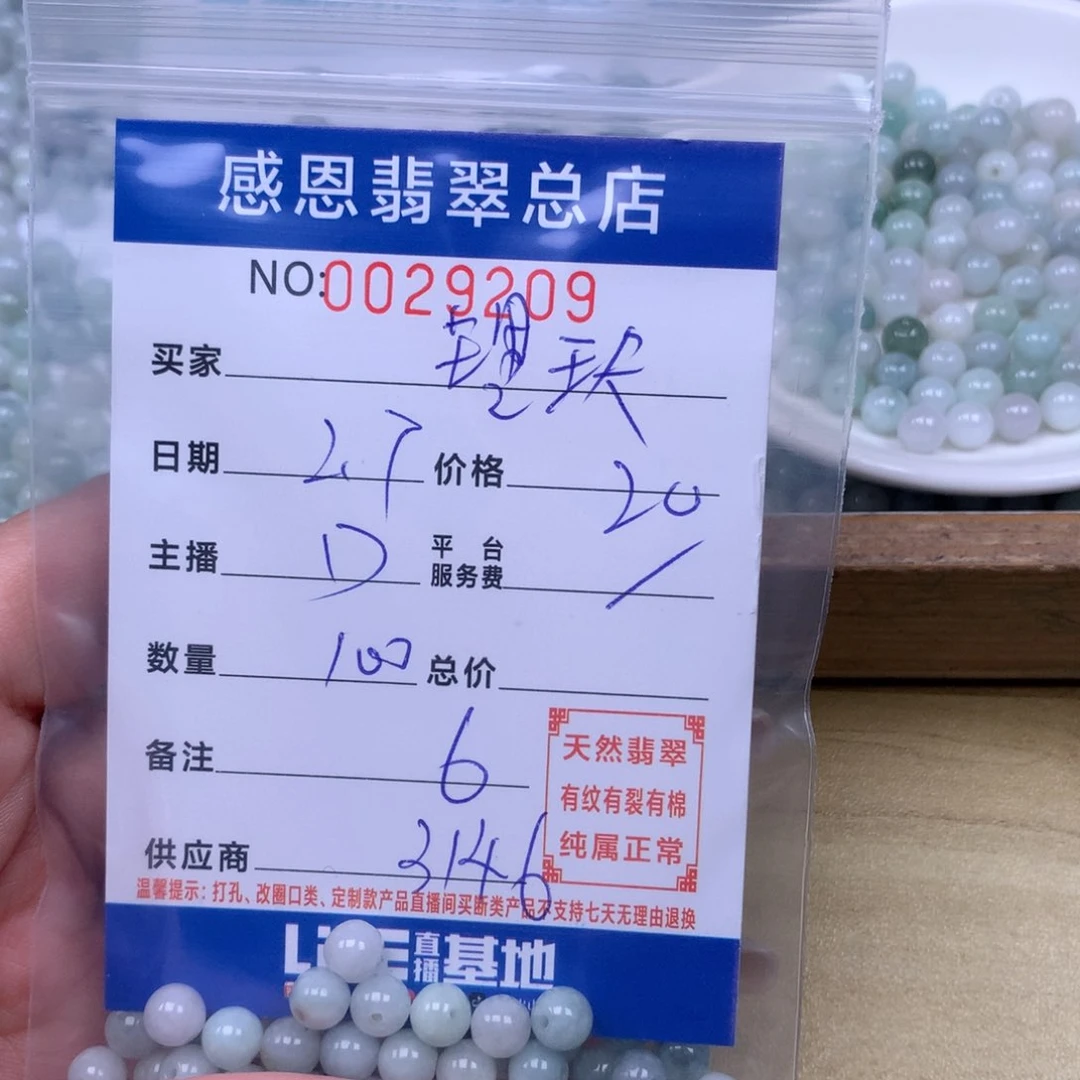 感恩翡翠总店
NO:0029209
买家
日期 2.7 价格 20
主播 D 平台服务费 /
数量 100 总价
备注 6
天然翡翠
有纹有裂有棉
纯属正常
供应商 3146
温馨提示：打孔、改圈口类、定制款产品直播间买断类产品不支持七天无理由退换
直播基地